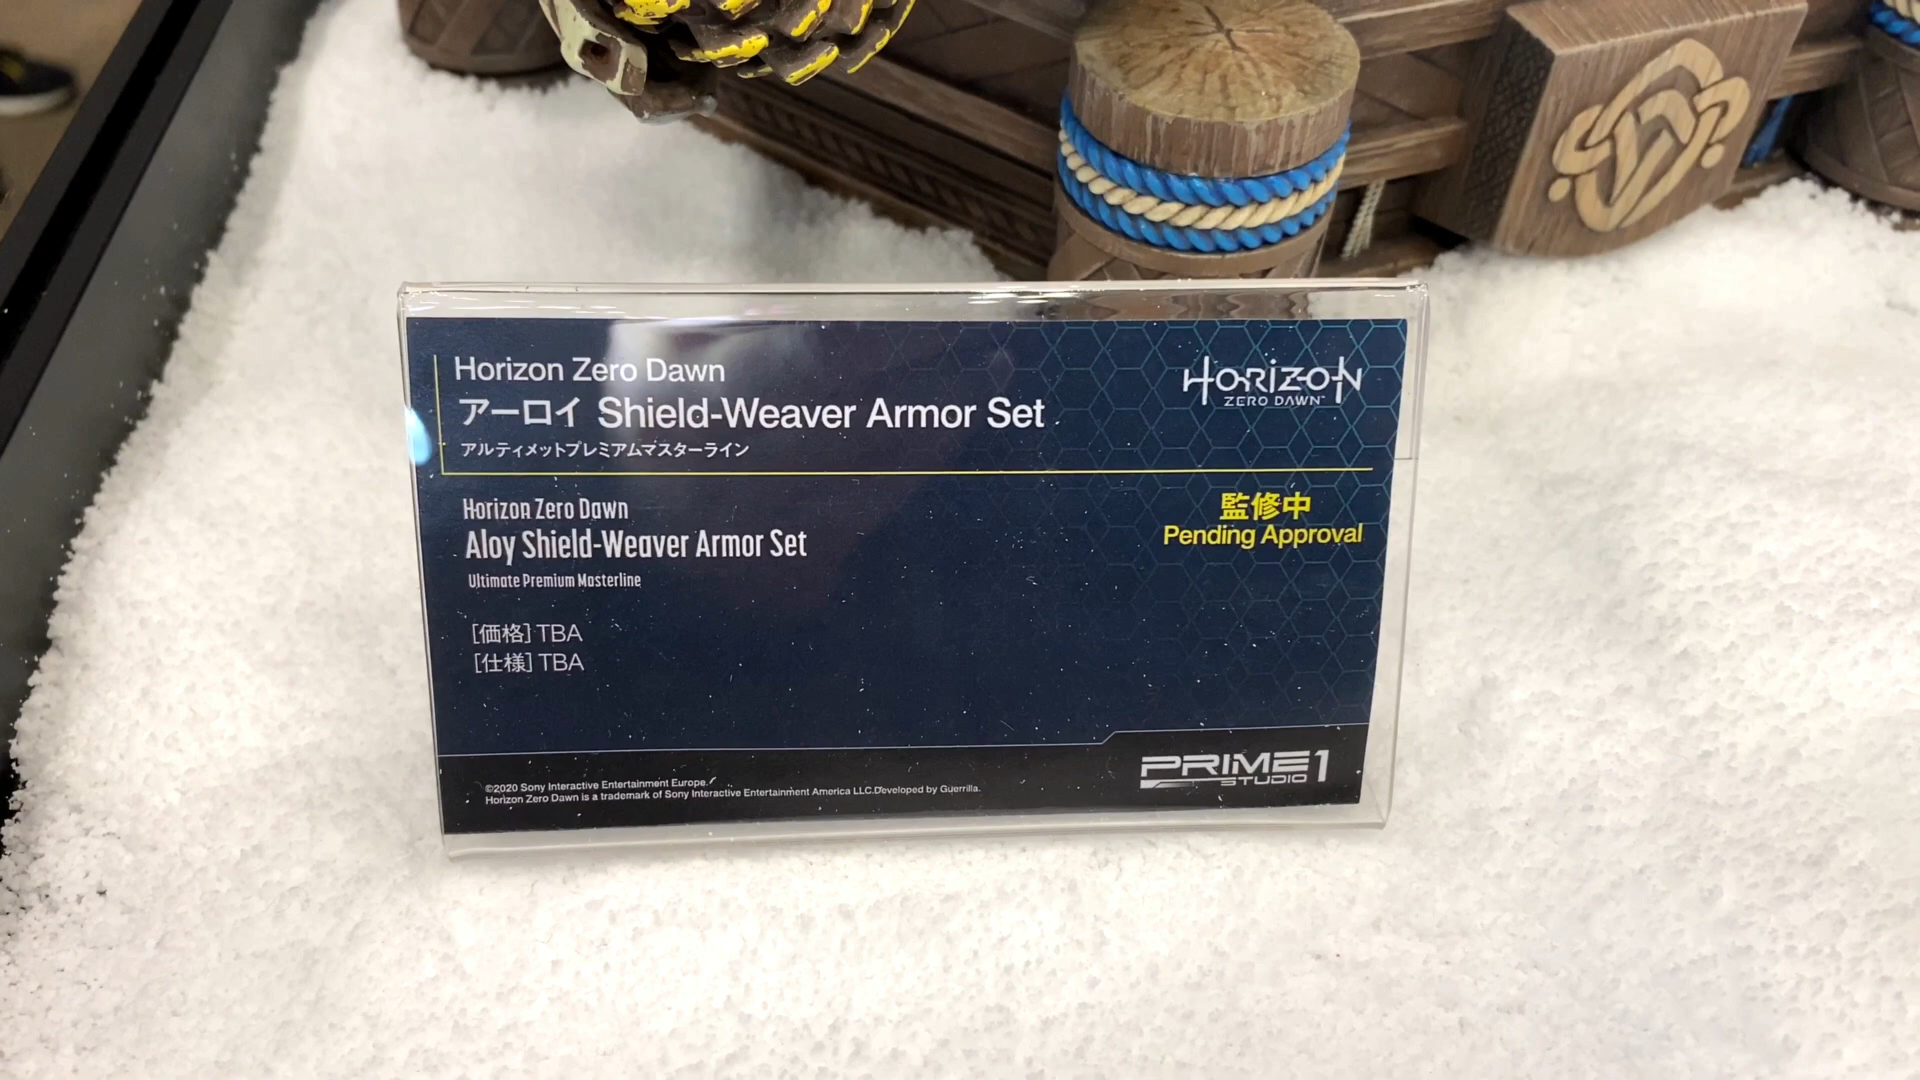 Horizon Zero Dawn
アーロイ Shield-Weaver Armor Set
アルティメットプレミアムマスターライン
HORIZON
ZERO DAWN™
Horizon Zero Dawn
Aloy Shield-Weaver Armor Set
Ultimate Premium Masterline
監修中
Pending Approval
[価格] TBA
[仕様] TBA
©2020 Sony Interactive Entertainment Europe.
Horizon Zero Dawn is a trademark of Sony Interactive Entertainment America LLC.Developed by Guerrilla.
PRIME 1
STUDIO